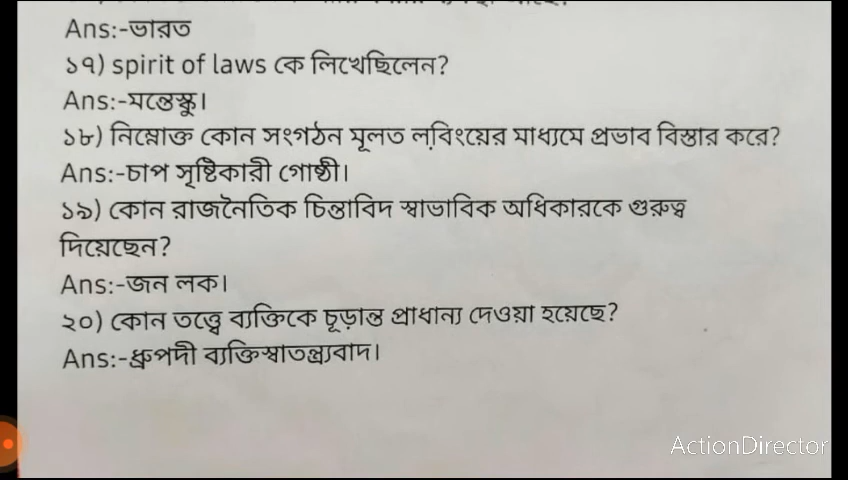 Ans:-ভারত
১৭) spirit of laws কে লিখেছিলেন?
Ans:-মন্তেস্কু।
১৮) নিম্নোক্ত কোন সংগঠন মূলত লবিংয়ের মাধ্যমে প্রভাব বিস্তার করে?
Ans:-চাপ সৃষ্টিকারী গোষ্ঠী।
১৯) কোন রাজনৈতিক চিন্তাবিদ স্বাভাবিক অধিকারকে গুরুত্ব
দিয়েছেন?
Ans:-জন লক।
২০) কোন তত্ত্বে ব্যক্তিকে চূড়ান্ত প্রাধান্য দেওয়া হয়েছে?
Ans:-ধ্রুপদী ব্যক্তিস্বাতন্ত্র্যবাদ।
ActionDirector